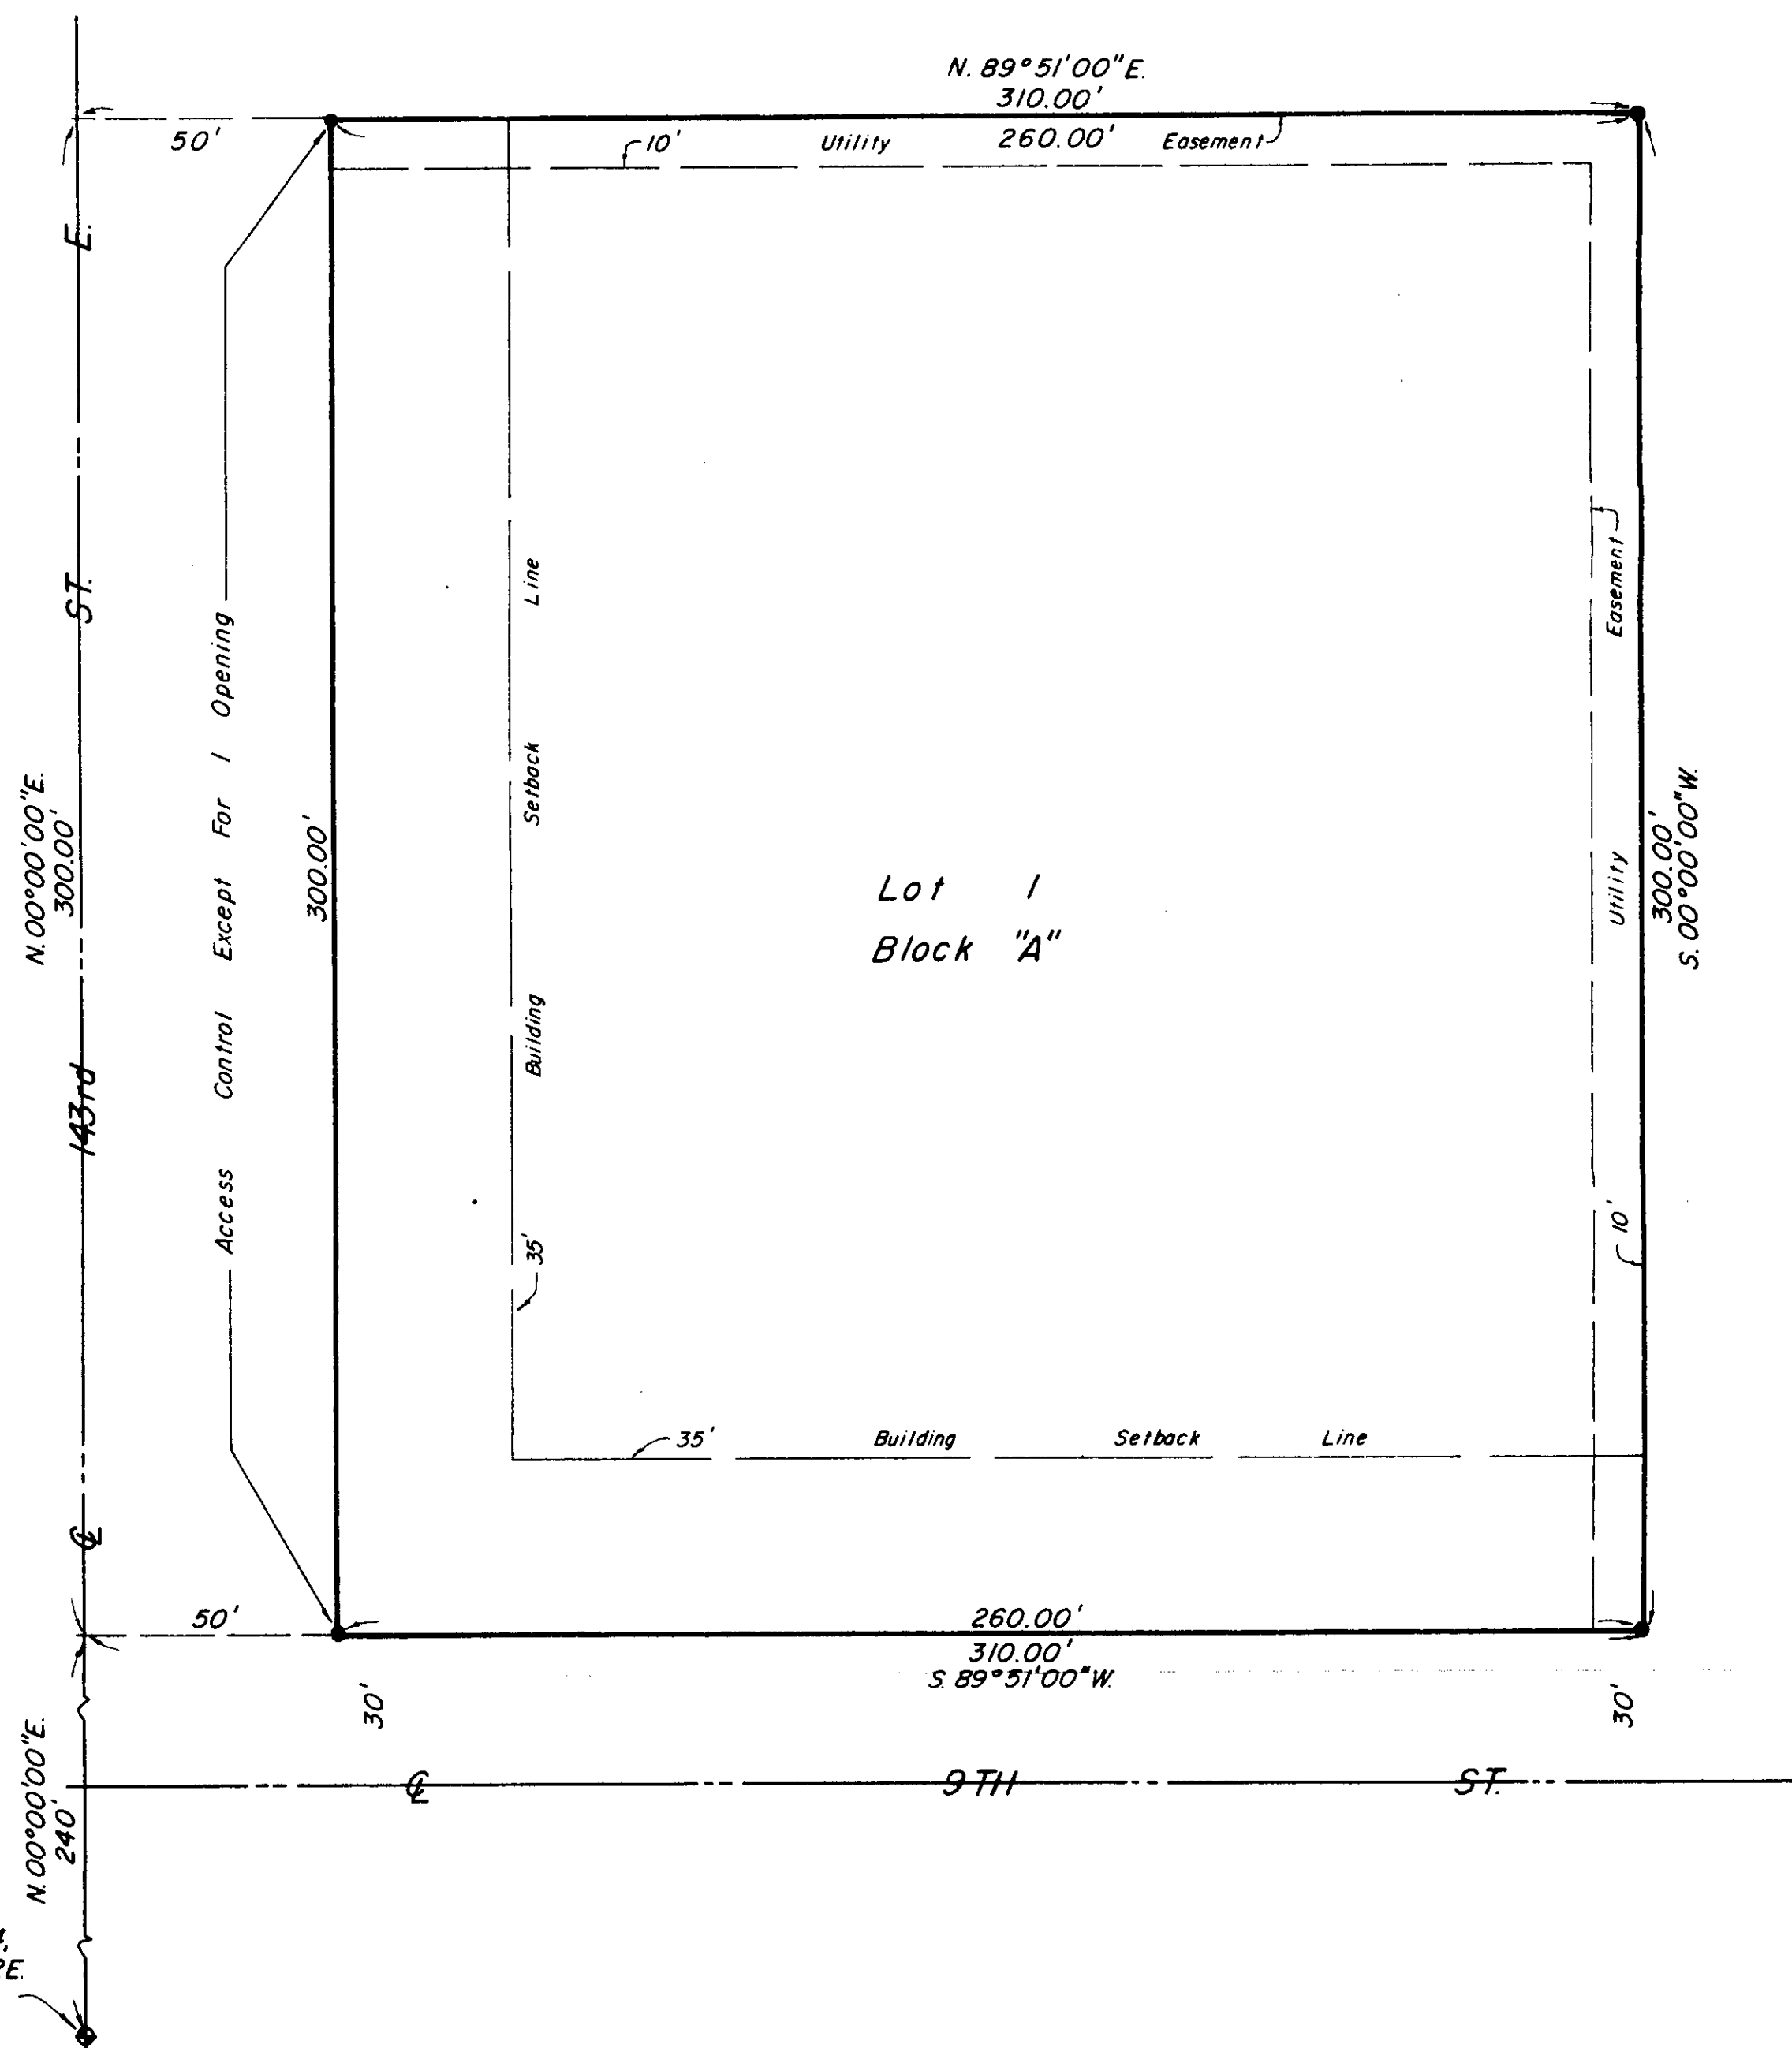 N. 89°51'00"E.
310.00'
50'
10' Utility 260.00' Easement
143rd ST. E.
N.00°00'00"E.
300.00'
Access Control Except For 1 Opening
300.00'
Building Setback Line
35'
Lot 1
Block "A"
Utility Easement
10'
300.00'
S.00°00'00"W.
35' Building Setback Line
℄
50'
260.00'
310.00'
S. 89°51'00"W.
30'
30'
℄ 9TH ST.
N.00°00'00"E.
240'